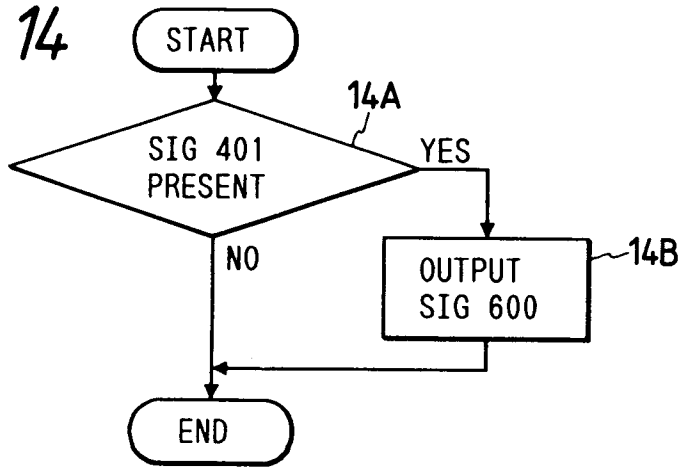 14
START
14A
SIG 401
PRESENT
YES
NO
OUTPUT
SIG 600
14B
END